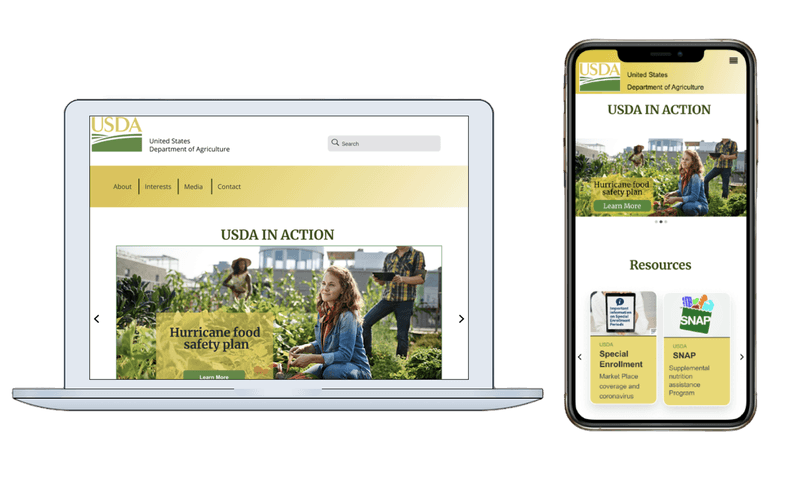 USDA
United States
Department of Agriculture
Search
About
Interests
Media
Contact
USDA IN ACTION
Hurricane food
safety plan
Learn More
USDA
United States
Department of Agriculture
USDA IN ACTION
Hurricane food
safety plan
Learn More
Resources
Important
Information
on Special
Enrollment
Periods
USDA
Special
Enrollment
Market Place
coverage and
coronavirus
SNAP
USDA
SNAP
Supplemental
nutrition
assistance
Program